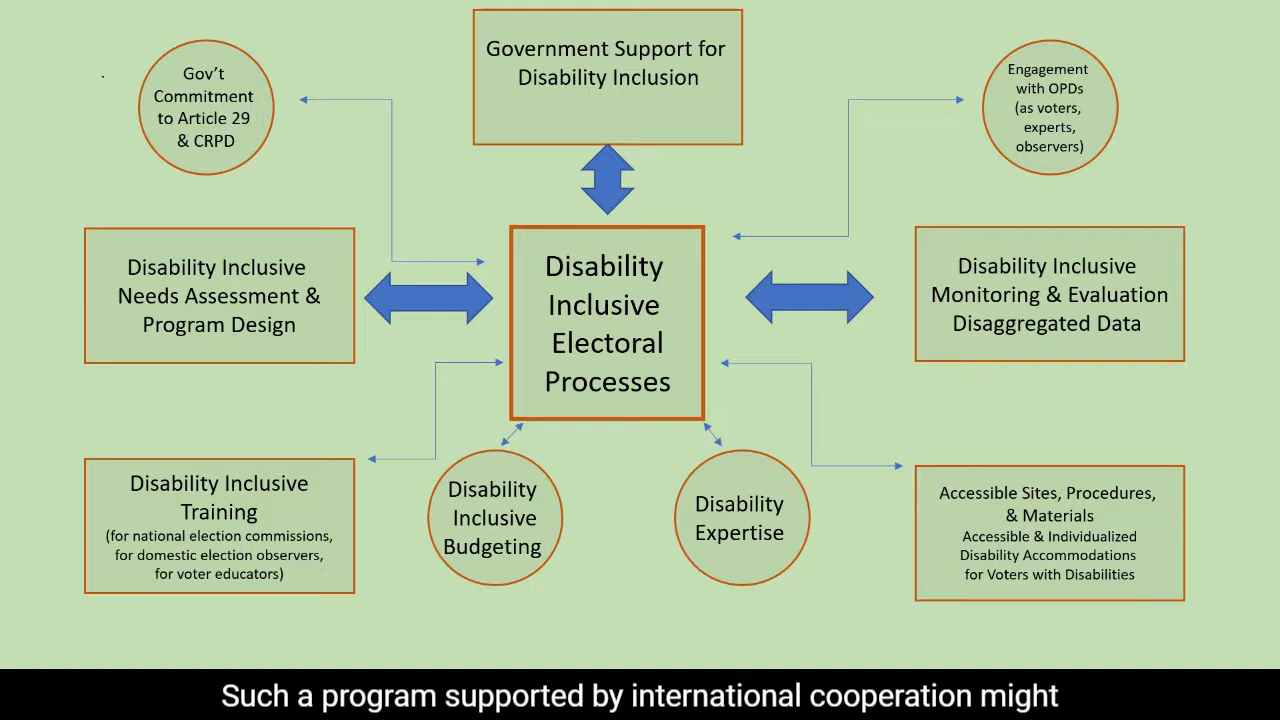 Government Support for
Disability Inclusion
Gov't
Commitment
to Article 29
& CRPD
Engagement
with OPDs
(as voters,
experts,
observers)
Disability Inclusive
Needs Assessment &
Program Design
Disability
Inclusive
Electoral
Processes
Disability Inclusive
Monitoring & Evaluation
Disaggregated Data
Disability Inclusive
Training
(for national election commissions,
for domestic election observers,
for voter educators)
Disability
Inclusive
Budgeting
Disability
Expertise
Accessible Sites, Procedures,
& Materials
Accessible & Individualized
Disability Accommodations
for Voters with Disabilities
Such a program supported by international cooperation might